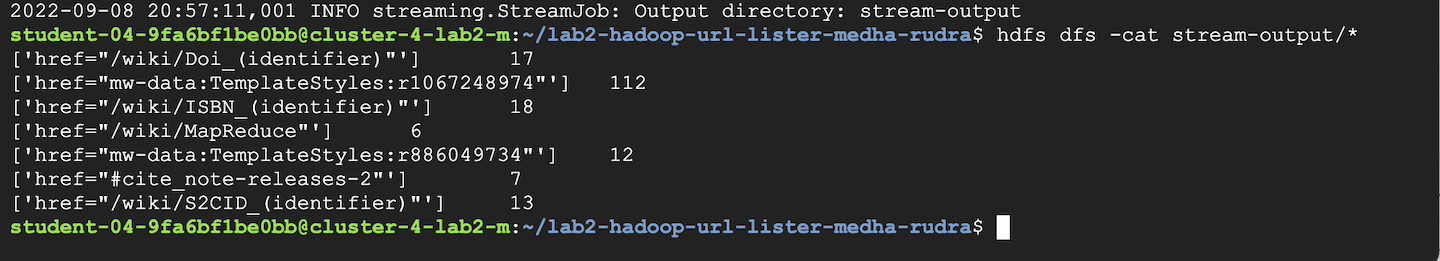 2022-09-08 20:57:11,001 INFO streaming.StreamJob: Output directory: stream-output
student-04-9fa6bf1be0bb@cluster-4-lab2-m:~/lab2-hadoop-url-lister-medha-rudra$ hdfs dfs -cat stream-output/*
['href="/wiki/Doi_(identifier)"']	17
['href="mw-data:TemplateStyles:r1067248974"']	112
['href="/wiki/ISBN_(identifier)"']	18
['href="/wiki/MapReduce"']	6
['href="mw-data:TemplateStyles:r886049734"']	12
['href="#cite_note-releases-2"']	7
['href="/wiki/S2CID_(identifier)"']	13
student-04-9fa6bf1be0bb@cluster-4-lab2-m:~/lab2-hadoop-url-lister-medha-rudra$